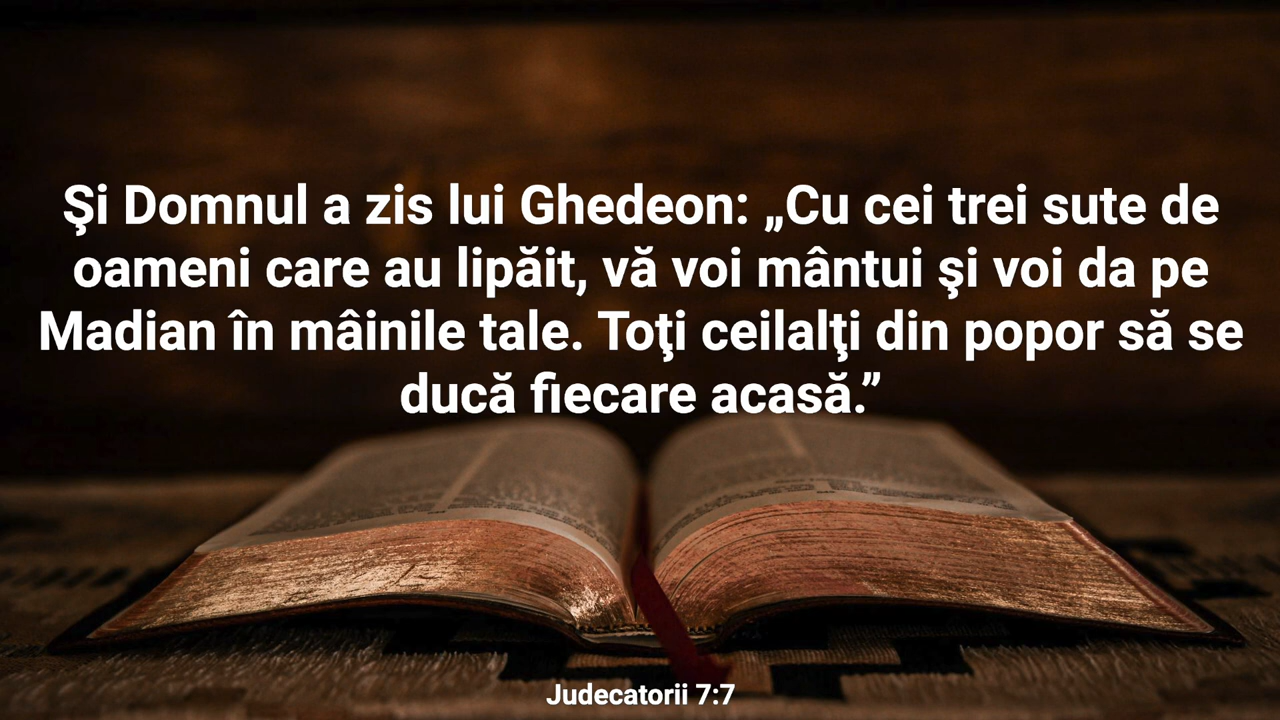 Şi Domnul a zis lui Ghedeon: „Cu cei trei sute de
oameni care au lipăit, vă voi mântui şi voi da pe
Madian în mâinile tale. Toţi ceilalţi din popor să se
ducă fiecare acasă.”
Judecatorii 7:7